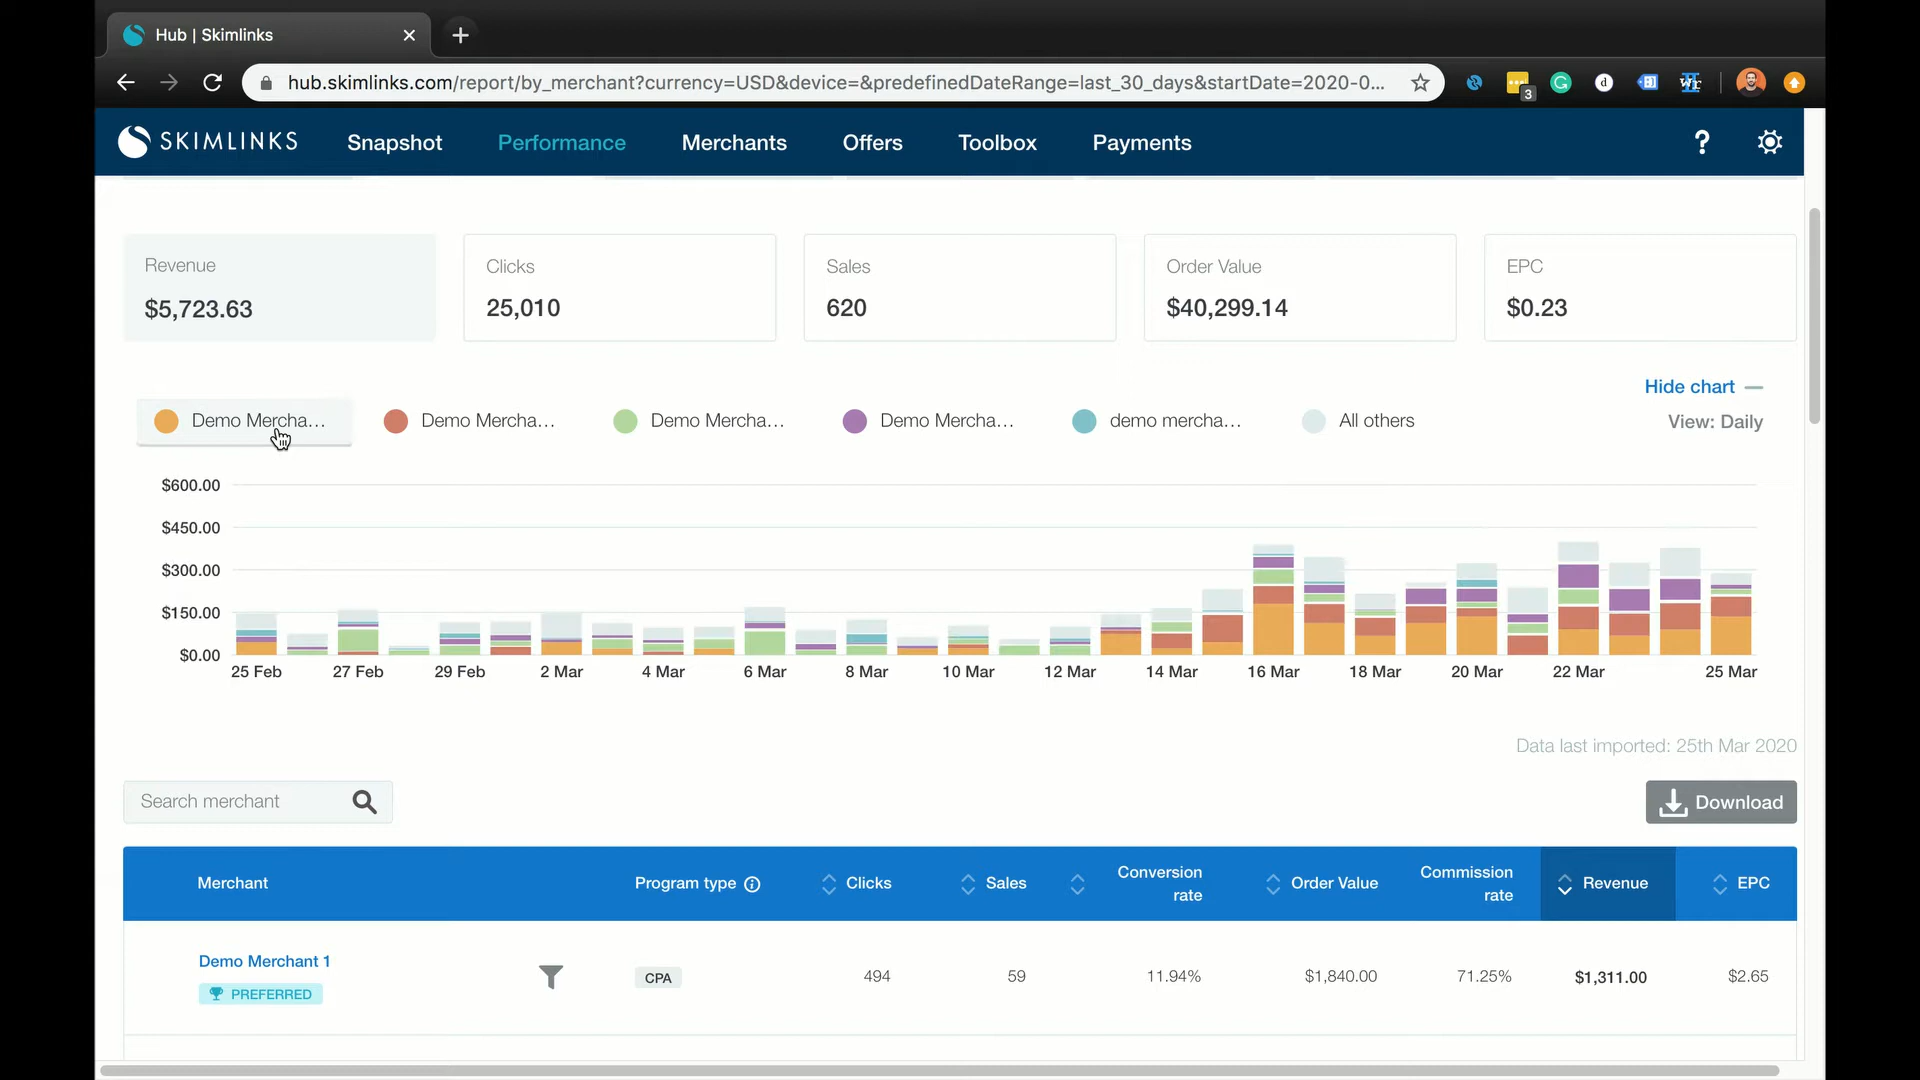 Hub | Skimlinks
hub.skimlinks.com/report/by_merchant?currency=USD&device=&predefinedDateRange=last_30_days&startDate=2020-0...
3
d
SKIMLINKS
Snapshot
Performance
Merchants
Offers
Toolbox
Payments
?
Revenue
$5,723.63
Clicks
25,010
Sales
620
Order Value
$40,299.14
EPC
$0.23
Hide chart
Demo Mercha...
Demo Mercha...
Demo Mercha...
Demo Mercha...
demo mercha...
All others
View: Daily
$600.00
$450.00
$300.00
$150.00
$0.00
25 Feb
27 Feb
29 Feb
2 Mar
4 Mar
6 Mar
8 Mar
10 Mar
12 Mar
14 Mar
16 Mar
18 Mar
20 Mar
22 Mar
25 Mar
Data last imported: 25th Mar 2020
Search merchant
Download
Merchant
Program type
Clicks
Sales
Conversion
rate
Order Value
Commission
rate
Revenue
EPC
Demo Merchant 1
PREFERRED
CPA
494
59
11.94%
$1,840.00
71.25%
$1,311.00
$2.65